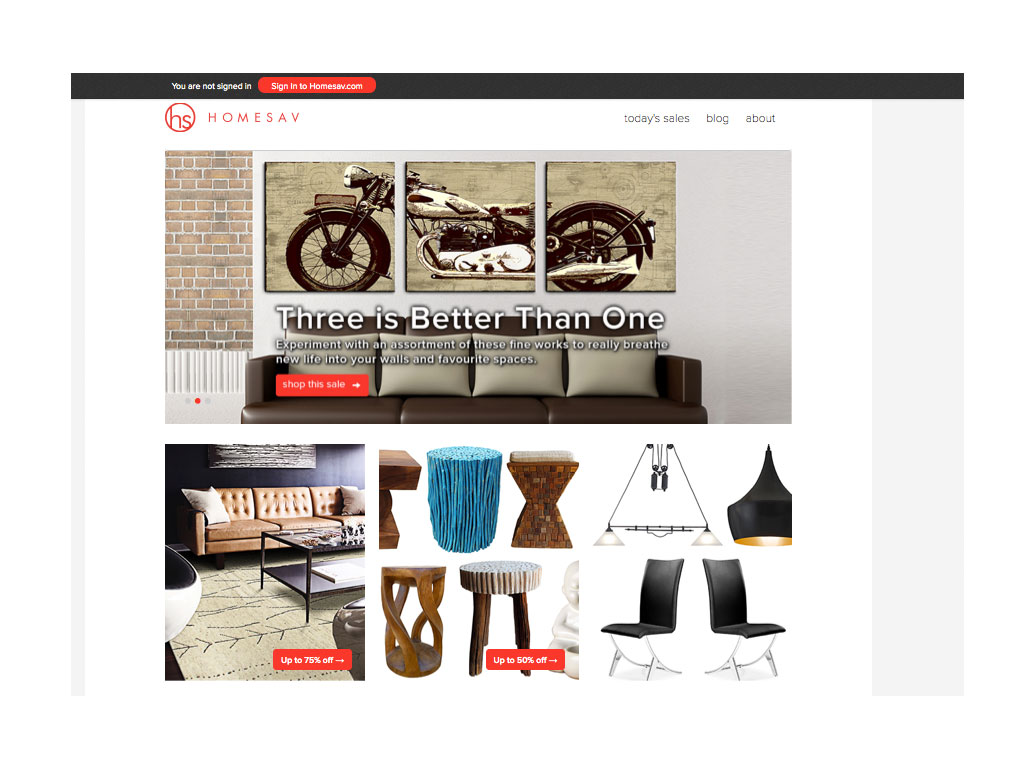 You are not signed in Sign In to Homesav.com
hs HOMESAV today's sales blog about
Three is Better Than One
Experiment with an assortment of these fine works to really breathe
new life into your walls and favourite spaces.
shop this sale →
Up to 75% off →
Up to 50% off →